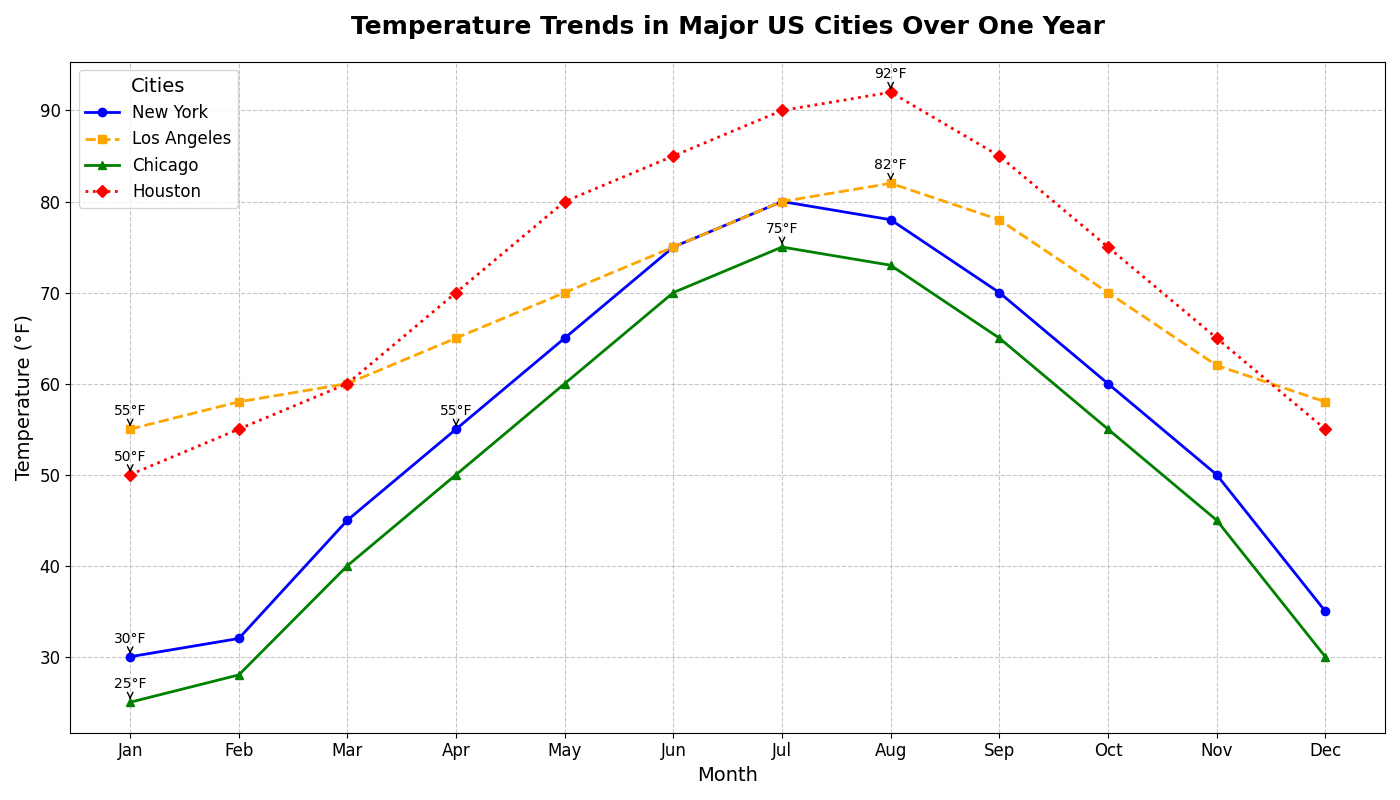 Temperature Trends in Major US Cities Over One Year
Cities
New York
Los Angeles
Chicago
Houston
92°F
82°F
75°F
55°F
55°F
50°F
30°F
25°F
90
80
70
60
50
40
30
Temperature (°F)
Jan Feb Mar Apr May Jun Jul Aug Sep Oct Nov Dec
Month